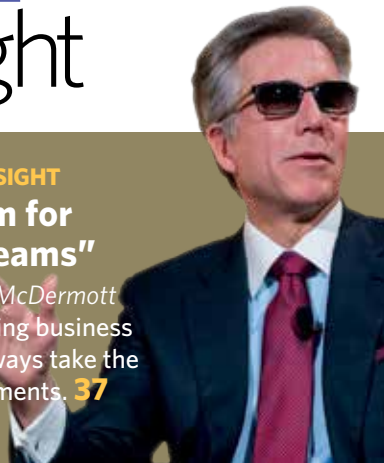 ght
SIGHT
m for
eams”
McDermott
ing business
ways take the
ments. 37